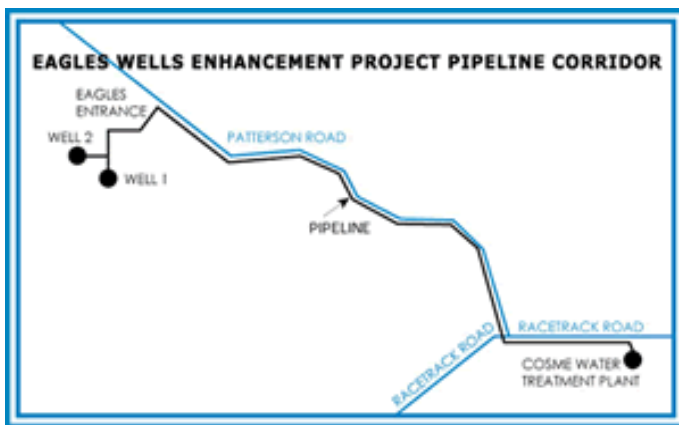 EAGLES WELLS ENHANCEMENT PROJECT PIPELINE CORRIDOR
EAGLES
ENTRANCE
WELL 2
PATTERSON ROAD
WELL 1
PIPELINE
RACETRACK ROAD
RACETRACK ROAD
COSME WATER
TREATMENT PLANT